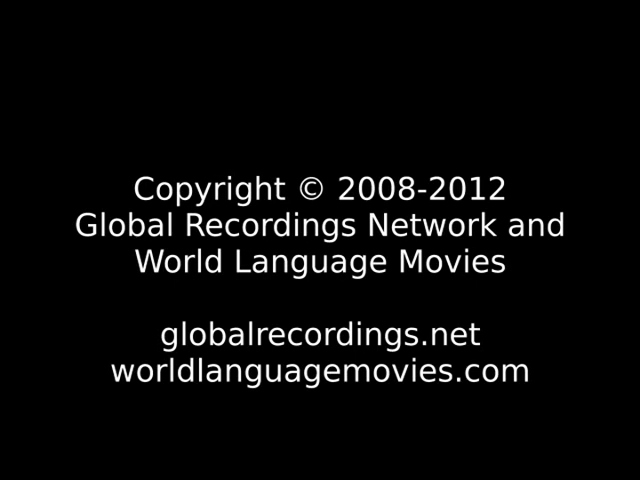 Copyright © 2008-2012
Global Recordings Network and
World Language Movies
globalrecordings.net
worldlanguagemovies.com